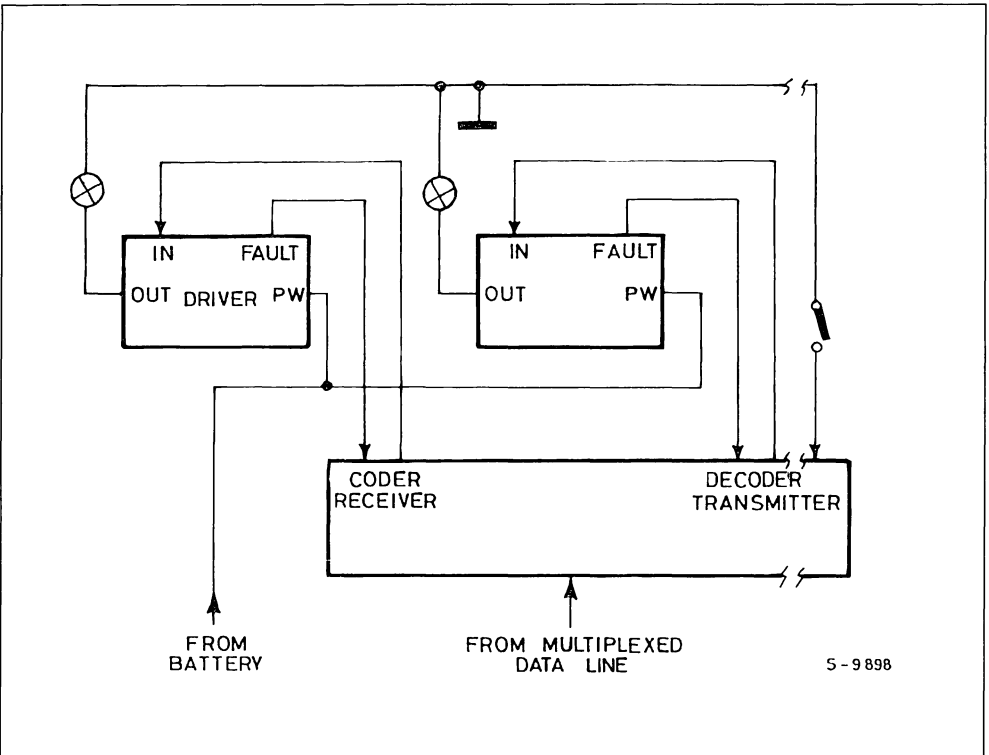 IN FAULT
OUT DRIVER PW
IN FAULT
OUT PW
CODER
RECEIVER
DECODER
TRANSMITTER
FROM
BATTERY
FROM MULTIPLEXED
DATA LINE
S-9898